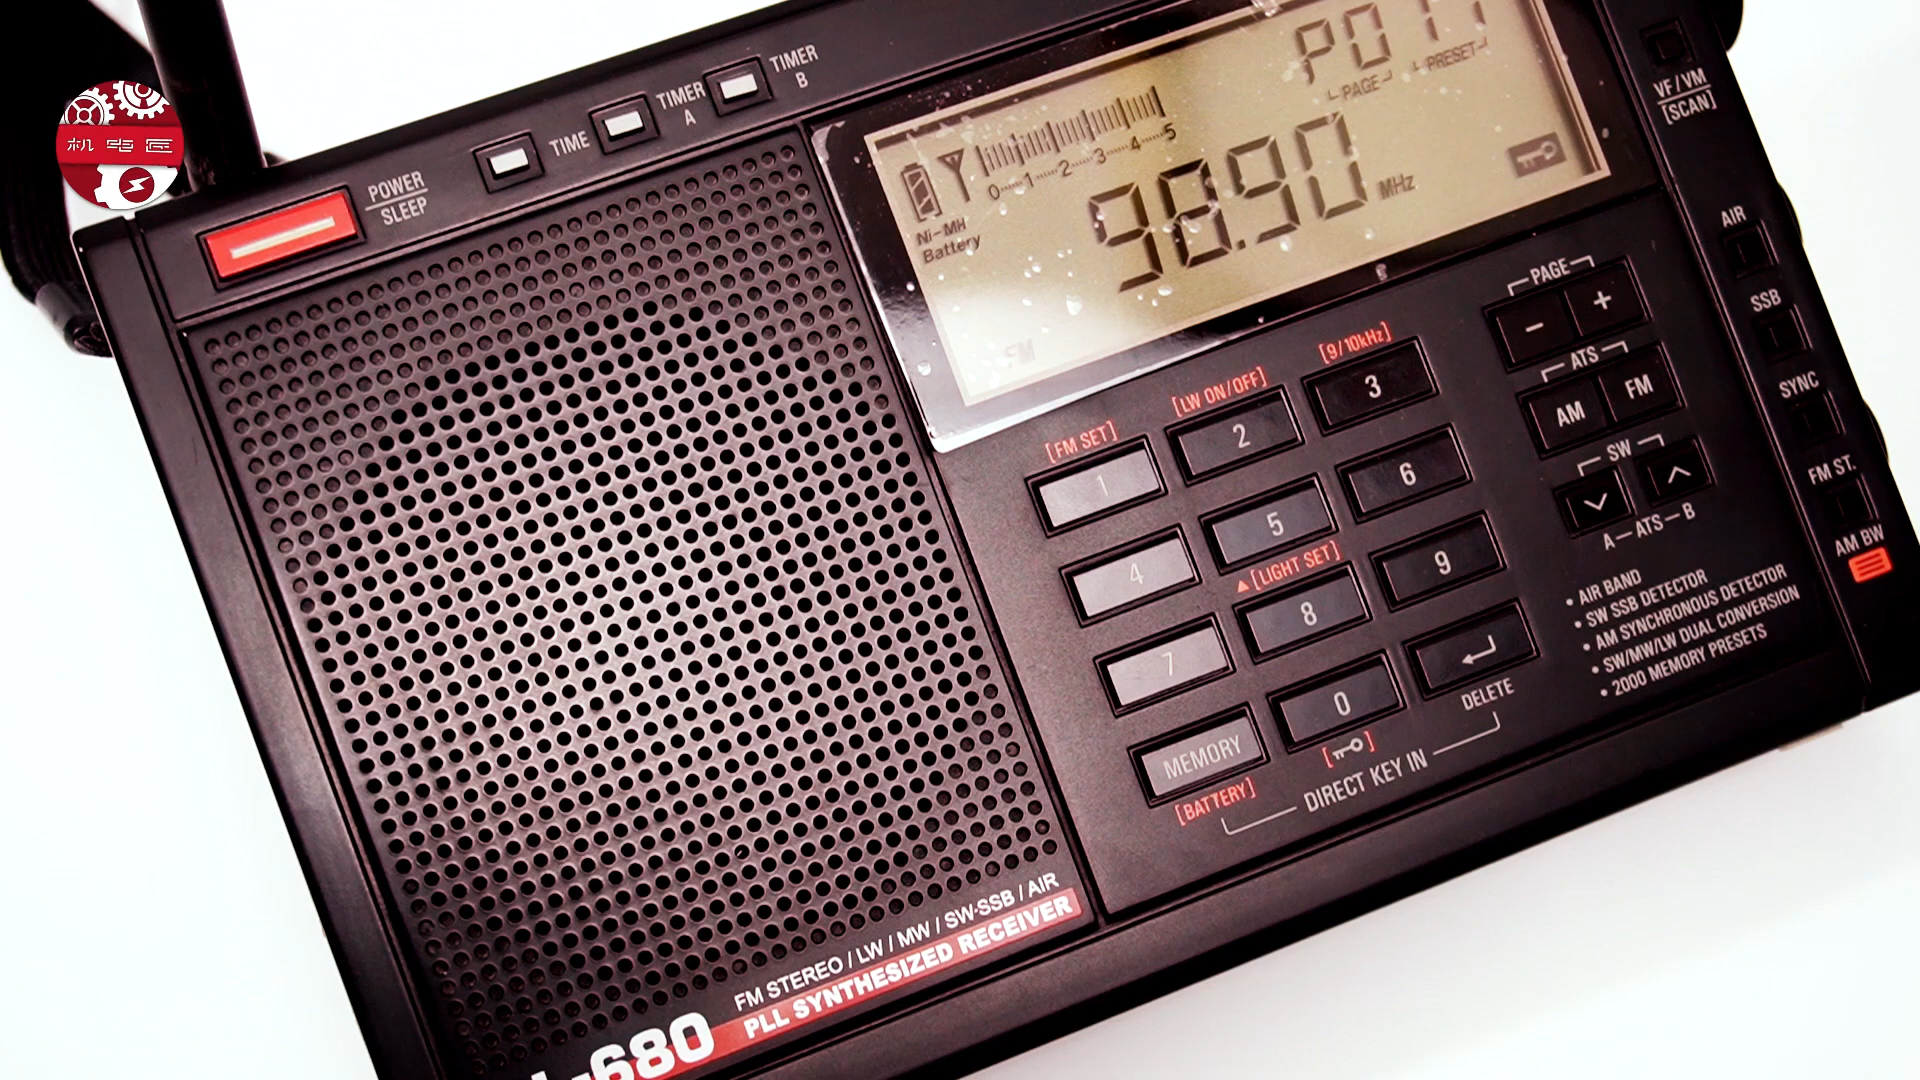 机电匠
POWER
SLEEP
TIME
TIMER
A
TIMER
B
P011
PAGE
PRESET
0 1 2 3 4 5
Ni-MH
Battery
98.90 MHz
FM
VF / VM
[SCAN]
AIR
SSB
SYNC
FM ST.
AM BW
PAGE
- +
ATS
AM FM
SW
A—ATS—B
[FM SET] [LW ON/OFF] [9/10kHz]
1 2 3
4 5 6
▲[LIGHT SET]
7 8 9
MEMORY 0
[BATTERY]
DELETE
DIRECT KEY IN
• AIR BAND
• SW SSB DETECTOR
• AM SYNCHRONOUS DETECTOR
• SW/MW/LW DUAL CONVERSION
• 2000 MEMORY PRESETS
FM STEREO / LW / MW / SW-SSB / AIR
PLL SYNTHESIZED RECEIVER
-680